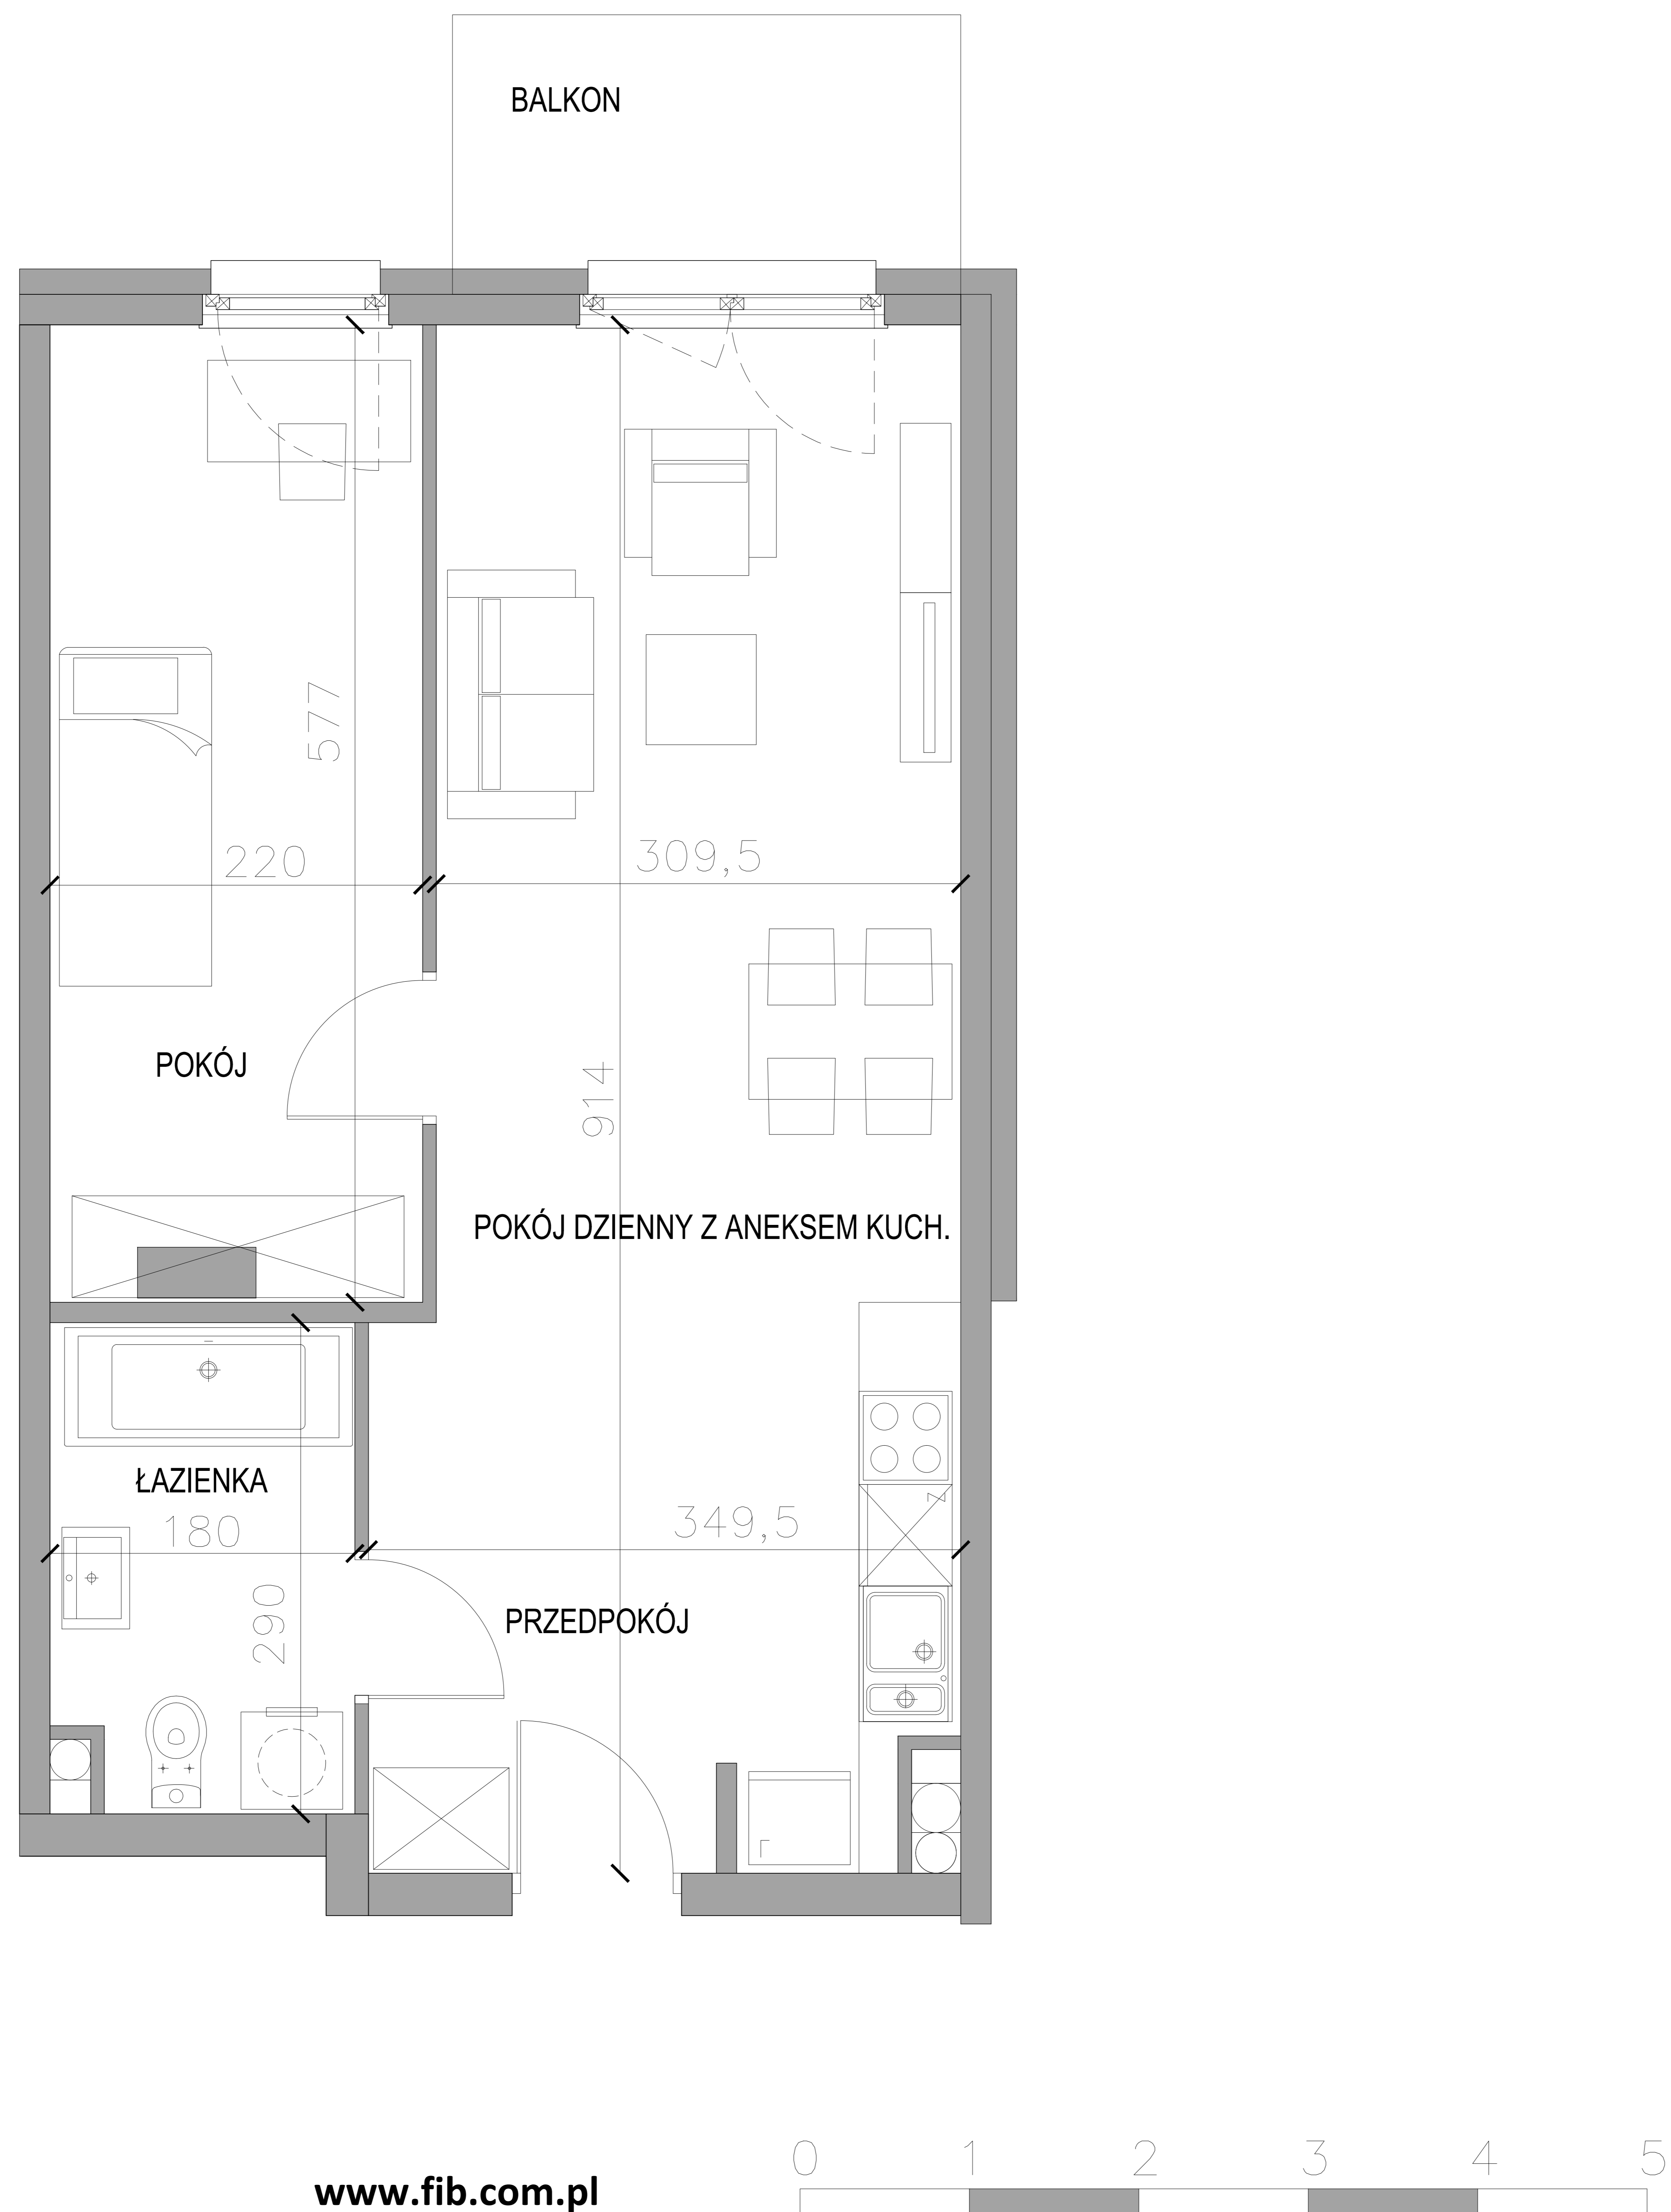 BALKON
577
220
309,5
POKÓJ
914
POKÓJ DZIENNY Z ANEKSEM KUCH.
ŁAZIENKA
180
349,5
Z
290
PRZEDPOKÓJ
L
0 1 2 3 4 5
www.fib.com.pl